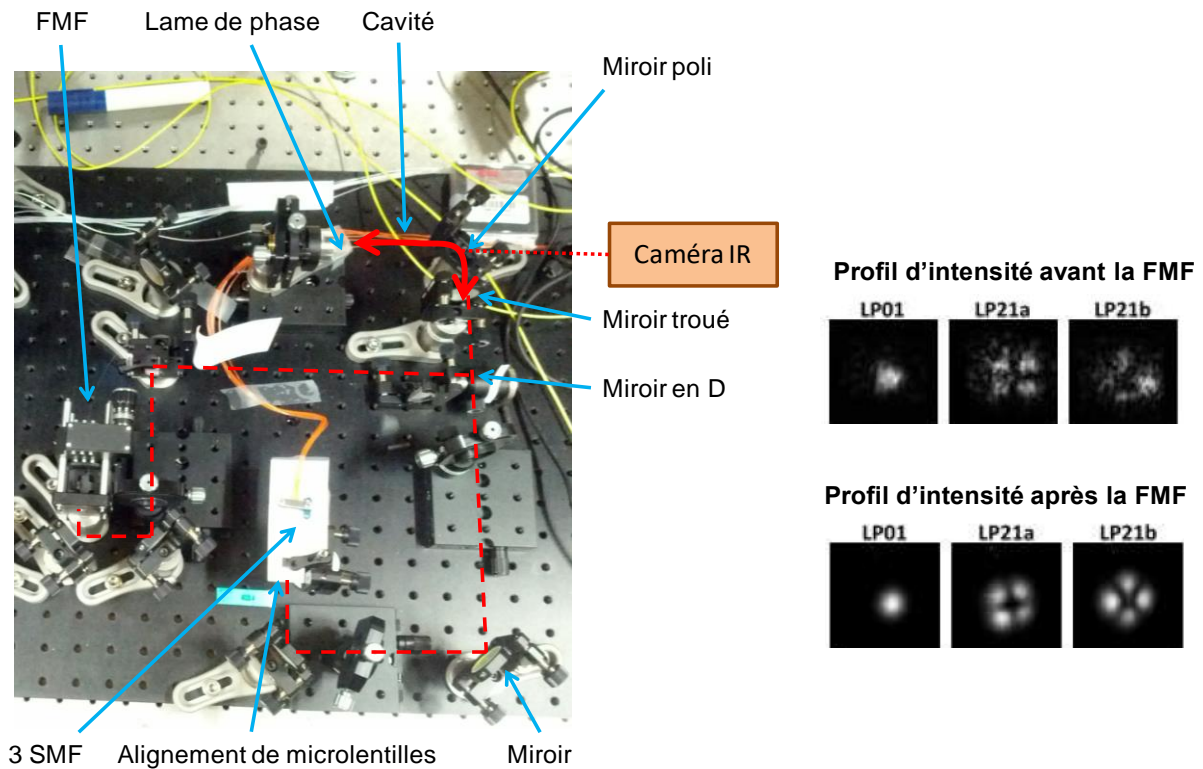 FMF
Lame de phase
Cavité
Miroir poli
Caméra IR
Miroir troué
Miroir en D
3 SMF
Alignement de microlentilles
Miroir
Profil d’intensité avant la FMF
LP01 LP21a LP21b
Profil d’intensité après la FMF
LP01 LP21a LP21b